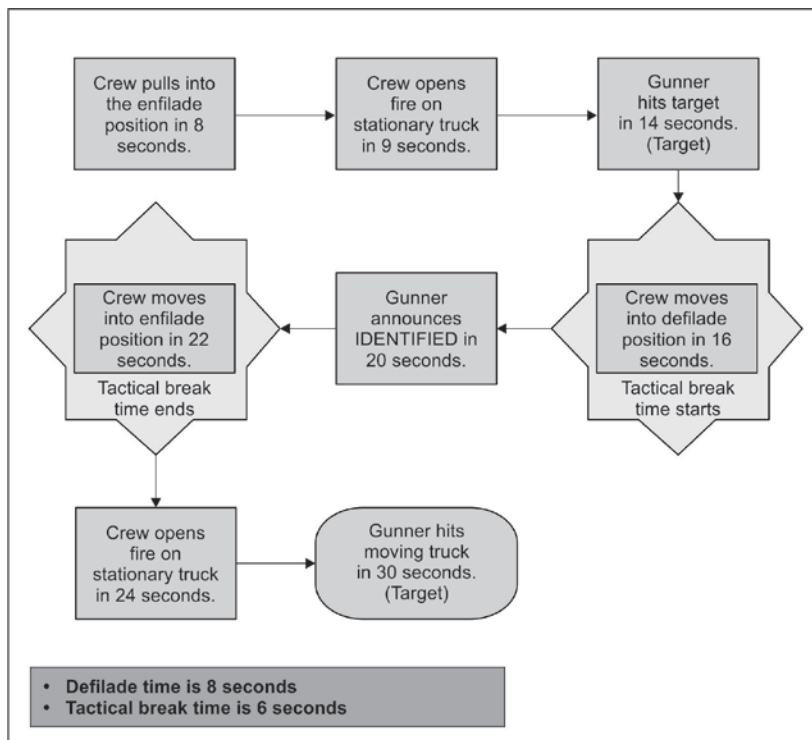 Crew pulls into
the enfilade
position in 8
seconds.
Crew opens
fire on
stationary truck
in 9 seconds.
Gunner
hits target
in 14 seconds.
(Target)
Crew moves
into defilade
position in 16
seconds.
Tactical break
time starts
Gunner
announces
IDENTIFIED in
20 seconds.
Crew moves
into enfilade
position in 22
seconds.
Tactical break
time ends
Crew opens
fire on
stationary truck
in 24 seconds.
Gunner hits
moving truck
in 30 seconds.
(Target)
• Defilade time is 8 seconds
• Tactical break time is 6 seconds